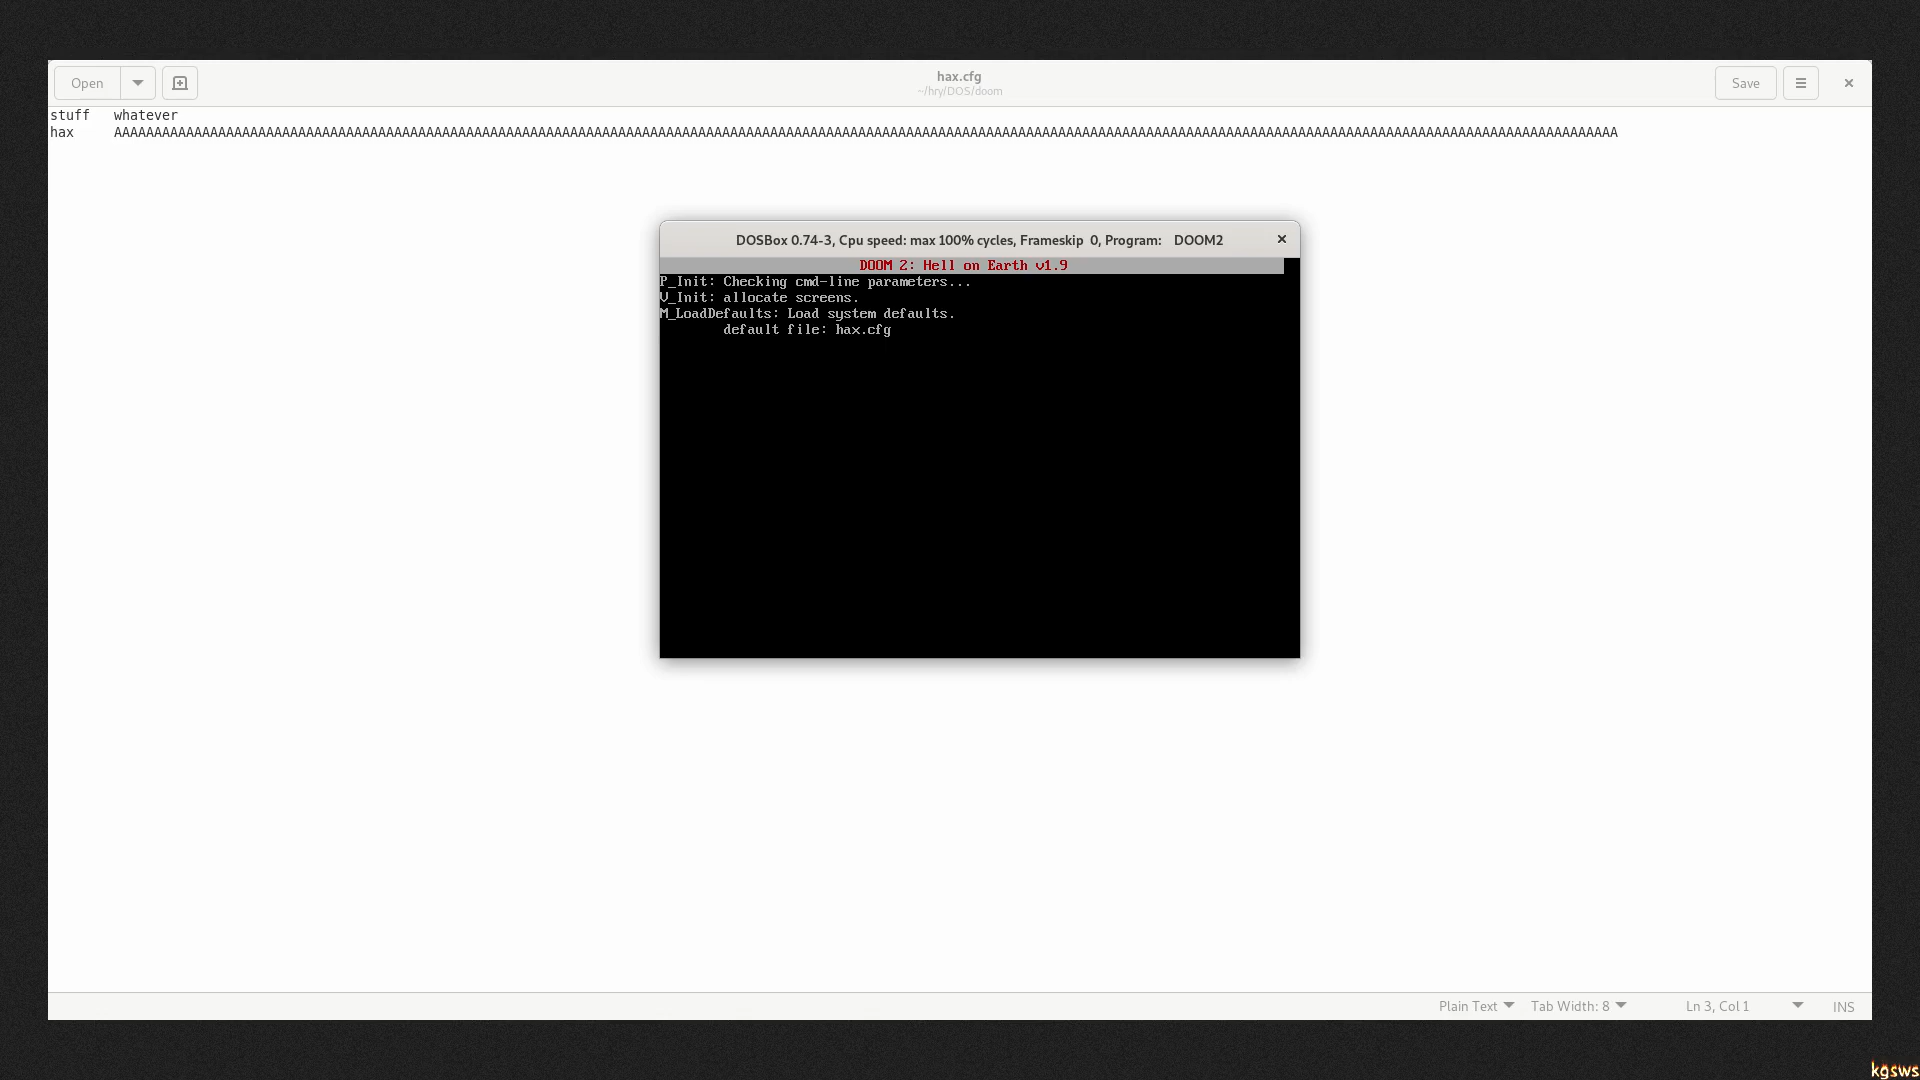 Open
hax.cfg
~/hry/DOS/doom
Save
stuff	whatever
hax	AAAAAAAAAAAAAAAAAAAAAAAAAAAAAAAAAAAAAAAAAAAAAAAAAAAAAAAAAAAAAAAAAAAAAAAAAAAAAAAAAAAAAAAAAAAAAAAAAAAAAAAAAAAAAAAAAAAAAAAAAAAAAAAAAAAAAAAAAAAAAAAAAAAAAAAAAAAAAAAAAAAAAAAAAAAAAAAAAAAAAAAA
DOSBox 0.74-3, Cpu speed: max 100% cycles, Frameskip 0, Program: DOOM2
DOOM 2: Hell on Earth v1.9
P_Init: Checking cmd-line parameters...
V_Init: allocate screens.
M_LoadDefaults: Load system defaults.
default file: hax.cfg
Plain Text Tab Width: 8 Ln 3, Col 1 INS
kgsws